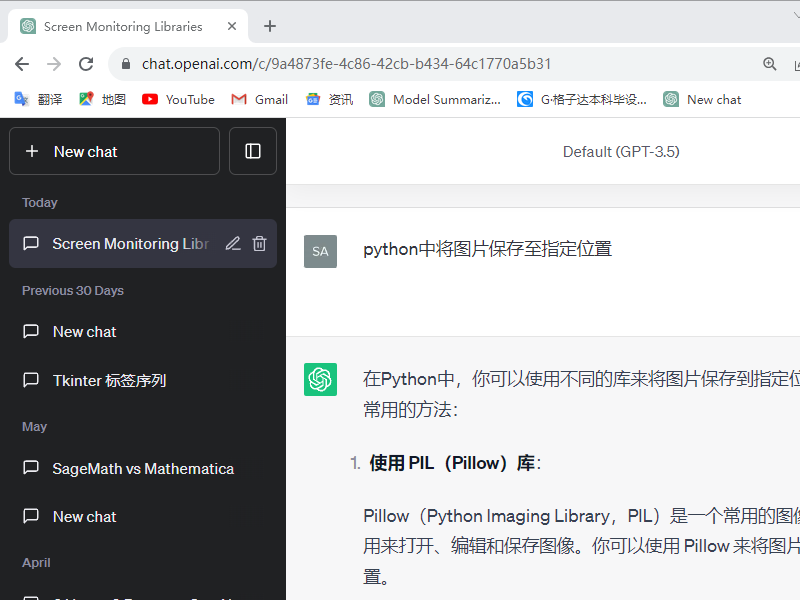 Screen Monitoring Libraries
chat.openai.com/c/9a4873fe-4c86-42cb-b434-64c1770a5b31
翻译 地图 YouTube Gmail 资讯 Model Summariz... G·格子达本科毕设... New chat
New chat
Default (GPT-3.5)
Today
Screen Monitoring Libr
Previous 30 Days
New chat
Tkinter 标签序列
May
SageMath vs Mathematica
New chat
April
SA
python中将图片保存至指定位置
在Python中，你可以使用不同的库来将图片保存到指定位
常用的方法：
1. 使用 PIL（Pillow）库：
Pillow（Python Imaging Library，PIL）是一个常用的图像
用来打开、编辑和保存图像。你可以使用 Pillow 来将图片
置。